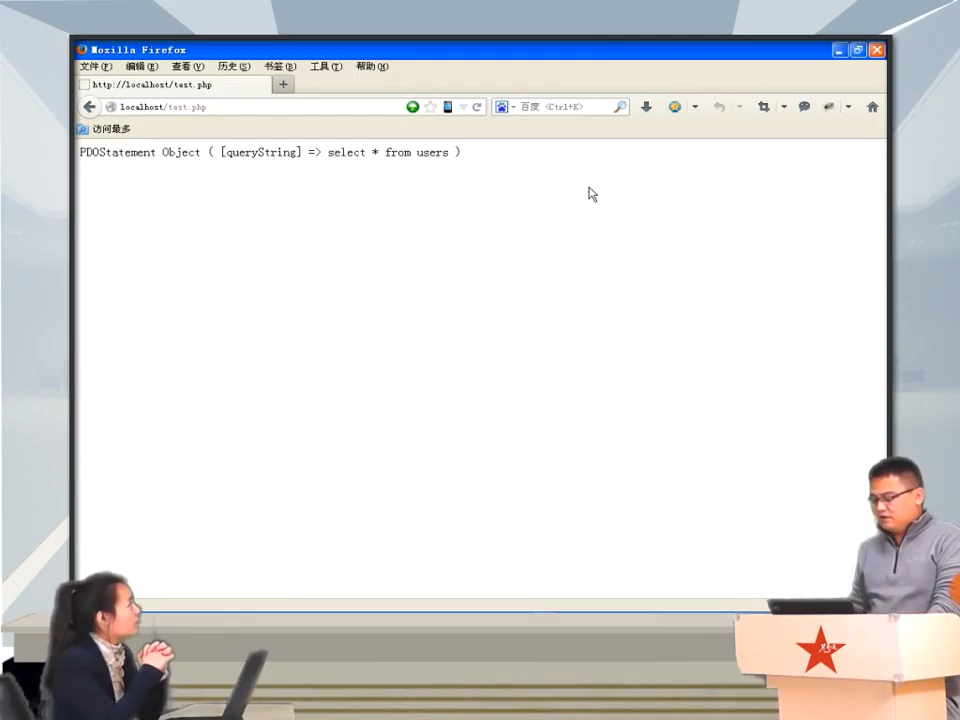 Mozilla Firefox
文件(F) 编辑(E) 查看(V) 历史(S) 书签(B) 工具(T) 帮助(H)
http://localhost/test.php
localhost/test.php
百度 <Ctrl+K>
访问最多
PDOStatement Object ( [queryString] => select * from users )